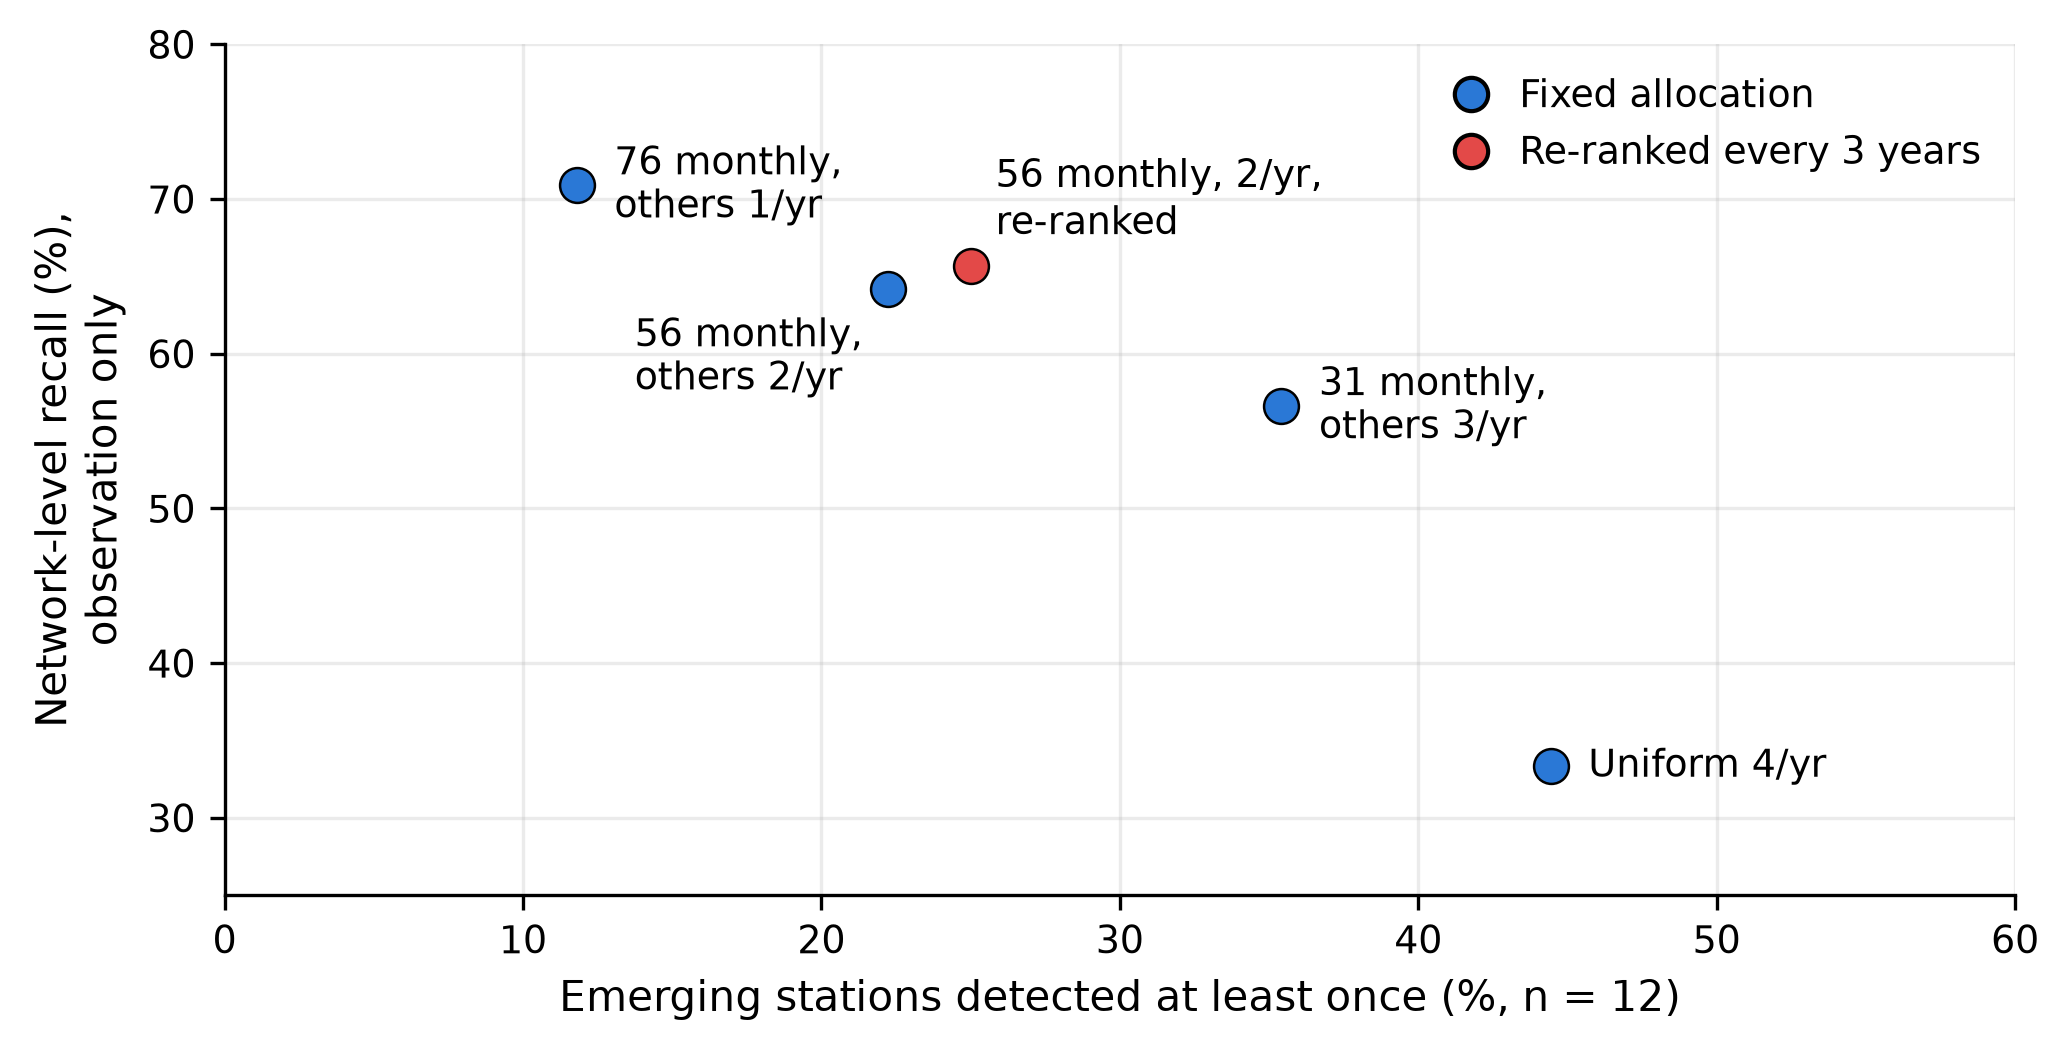 80
70
60
50
40
30
Network-level recall (%),
observation only
Fixed allocation
Re-ranked every 3 years
76 monthly,
others 1/yr
56 monthly, 2/yr,
re-ranked
56 monthly,
others 2/yr
31 monthly,
others 3/yr
Uniform 4/yr
0 10 20 30 40 50 60
Emerging stations detected at least once (%, n = 12)